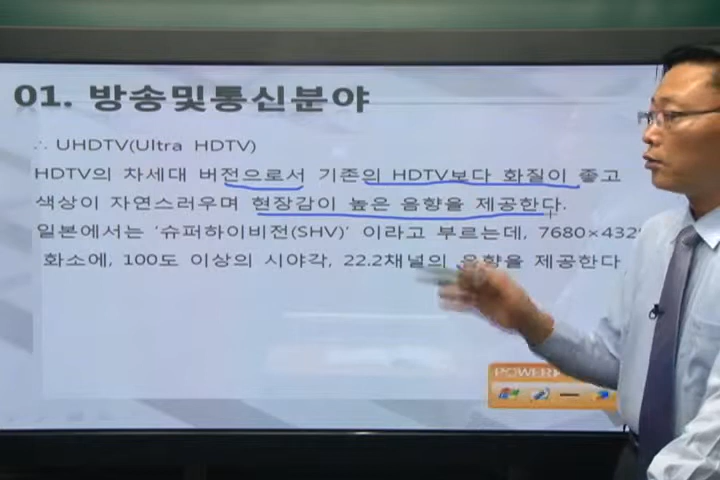 01. 방송및통신분야
∴ UHDTV(Ultra HDTV)
HDTV의 차세대 버전으로서 기존의 HDTV보다 화질이 좋고
색상이 자연스러우며 현장감이 높은 음향을 제공한다.
일본에서는 '슈퍼하이비전(SHV)' 이라고 부르는데, 7680×432
화소에, 100도 이상의 시야각, 22.2채널의 음향을 제공한다
POWER